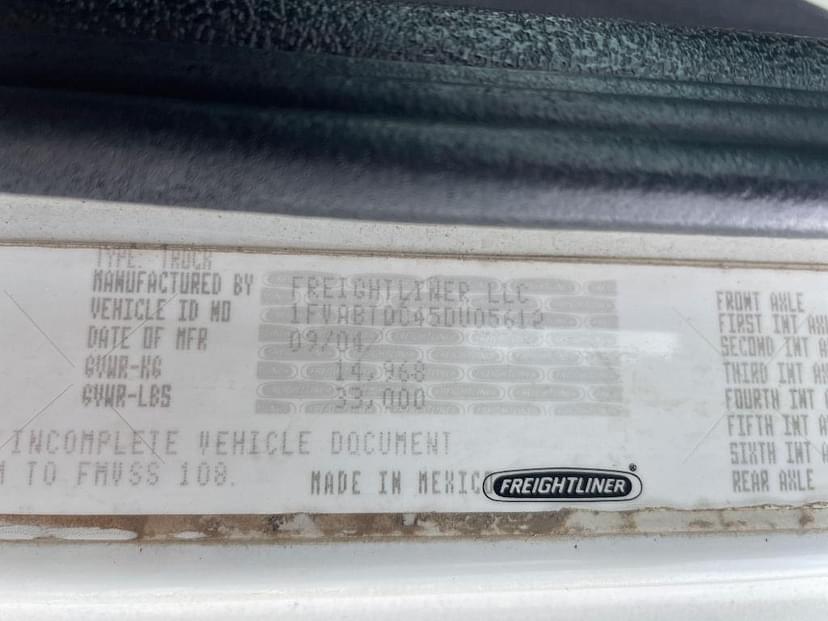 TYPE: TRUCK
MANUFACTURED BY FREIGHTLINER LLC
VEHICLE ID NO
DATE OF MFR 09/04
GVWR-KG 14,968
GVWR-LBS 33,000
INCOMPLETE VEHICLE DOCUMENT
TO FMVSS 108.
MADE IN MEXICO
FREIGHTLINER
FRONT AXLE
FIRST INT
SECOND INT
THIRD INT
FOURTH INT
FIFTH INT
SIXTH INT
REAR AXLE